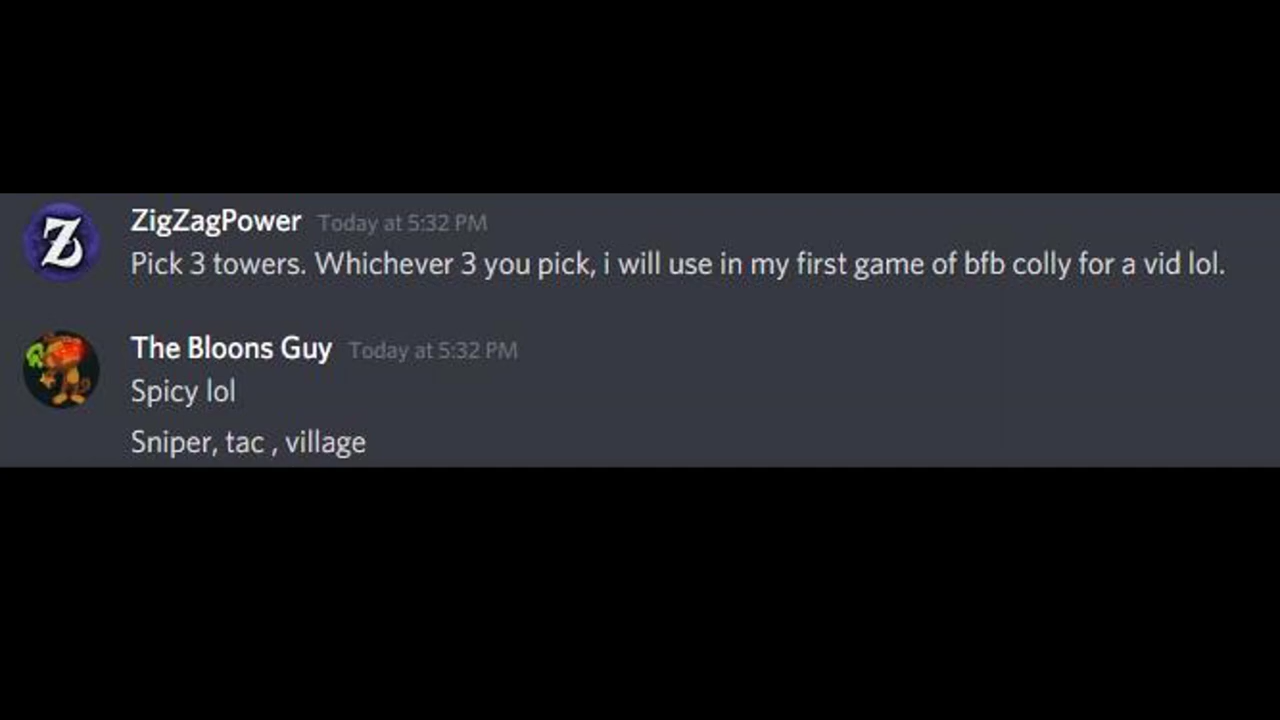 ZigZagPower Today at 5:32 PM
Pick 3 towers. Whichever 3 you pick, i will use in my first game of bfb colly for a vid lol.
The Bloons Guy Today at 5:32 PM
Spicy lol
Sniper, tac , village